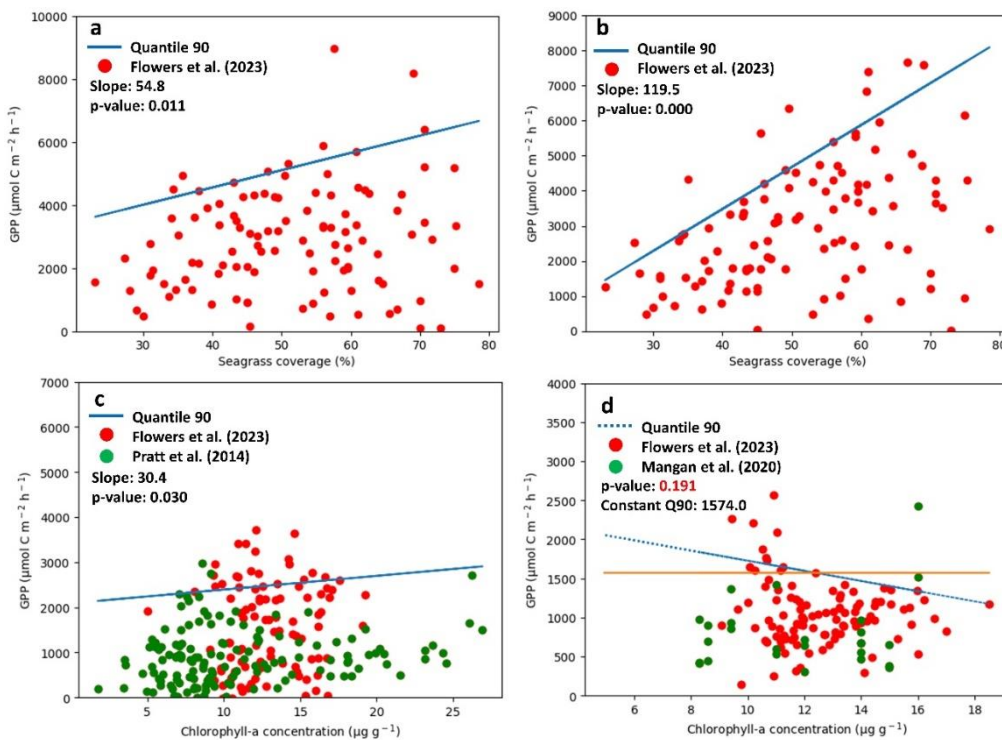 a
Quantile 90
Flowers et al. (2023)
Slope: 54.8
p-value: 0.011
GPP (µmol C m⁻² h⁻¹)
10000
8000
6000
4000
2000
0
30 40 50 60 70 80
Seagrass coverage (%)
b
Quantile 90
Flowers et al. (2023)
Slope: 119.5
p-value: 0.000
GPP (µmol C m⁻² h⁻¹)
9000
8000
7000
6000
5000
4000
3000
2000
1000
0
30 40 50 60 70 80
Seagrass coverage (%)
c
Quantile 90
Flowers et al. (2023)
Pratt et al. (2014)
Slope: 30.4
p-value: 0.030
GPP (µmol C m⁻² h⁻¹)
7000
6000
5000
4000
3000
2000
1000
0
5 10 15 20 25
Chlorophyll-a concentration (µg g⁻¹)
d
Quantile 90
Flowers et al. (2023)
Mangan et al. (2020)
p-value: 0.191
Constant Q90: 1574.0
GPP (µmol C m⁻² h⁻¹)
4000
3500
3000
2500
2000
1500
1000
500
0
6 8 10 12 14 16 18
Chlorophyll-a concentration (µg g⁻¹)